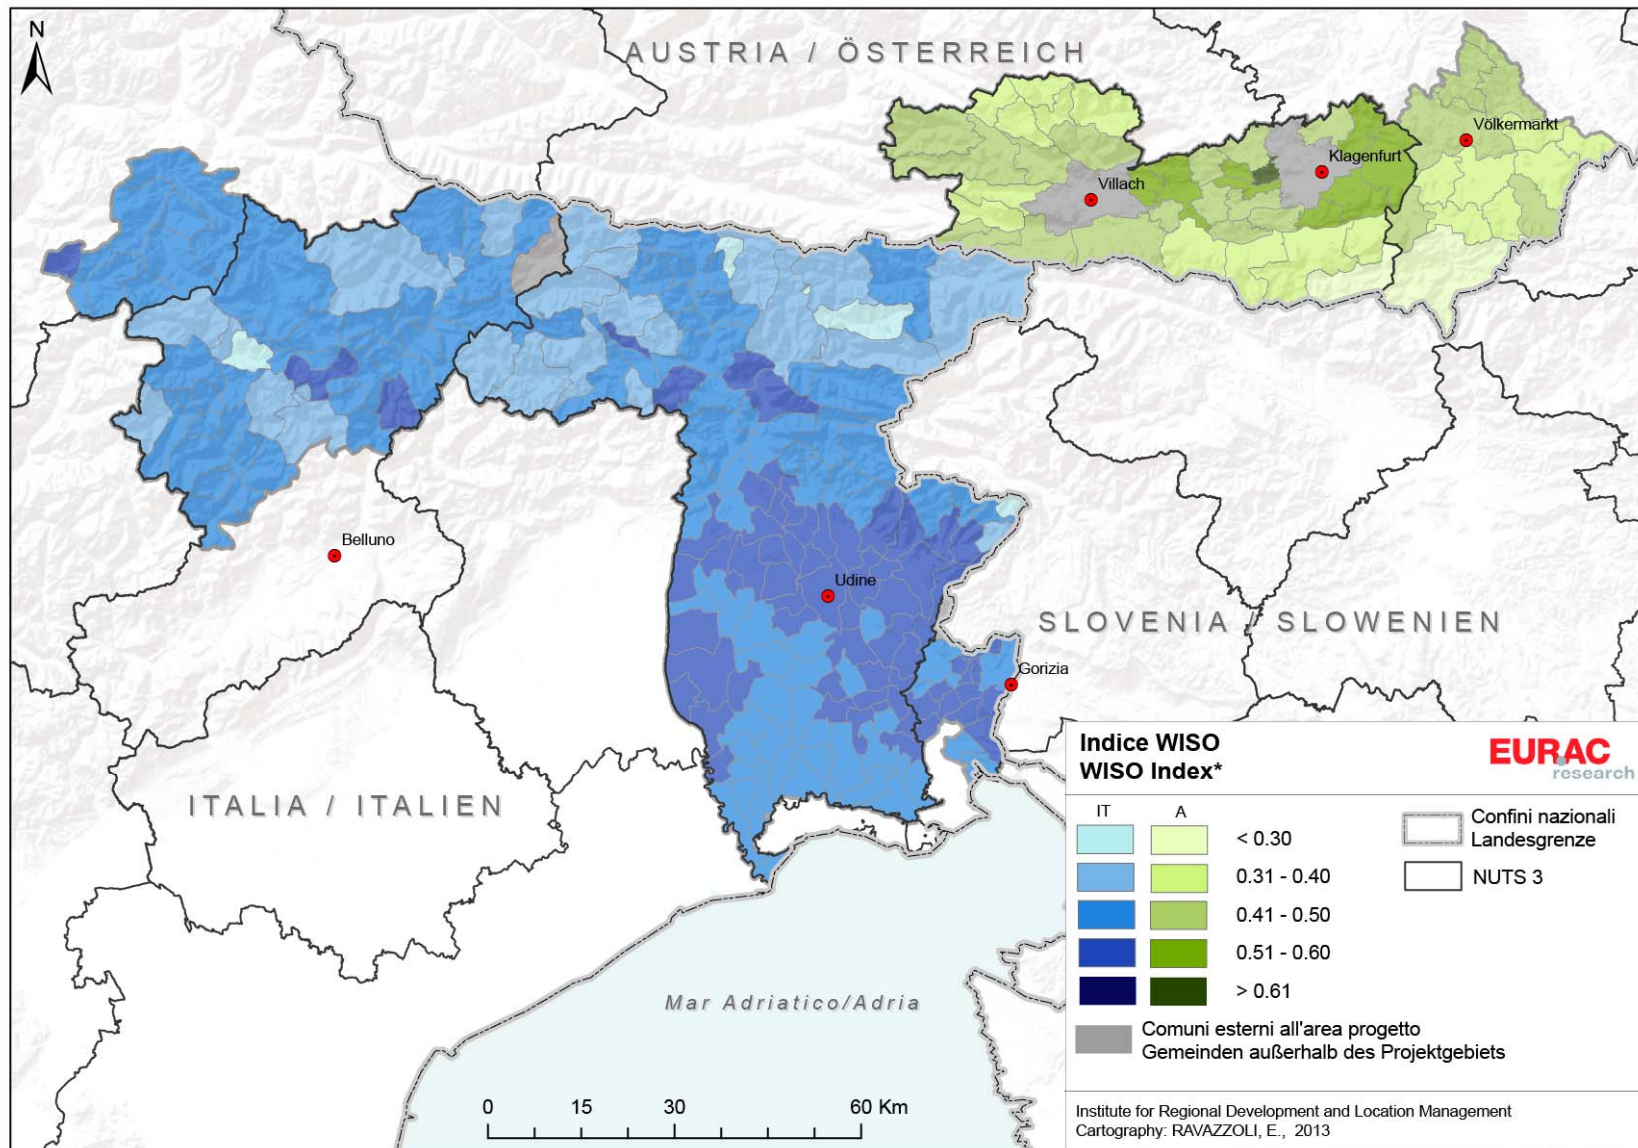 N
AUSTRIA / ÖSTERREICH
Völkermarkt
Klagenfurt
Villach
Belluno
Udine
SLOVENIA / SLOWENIEN
Gorizia
ITALIA / ITALIEN
Mar Adriatico/Adria
0 15 30 60 Km
Indice WISO
WISO Index*
EURAC
research
IT A
< 0.30
0.31 - 0.40
0.41 - 0.50
0.51 - 0.60
> 0.61
Confini nazionali
Landesgrenze
NUTS 3
Comuni esterni all'area progetto
Gemeinden außerhalb des Projektgebiets
Institute for Regional Development and Location Management
Cartography: RAVAZZOLI, E., 2013